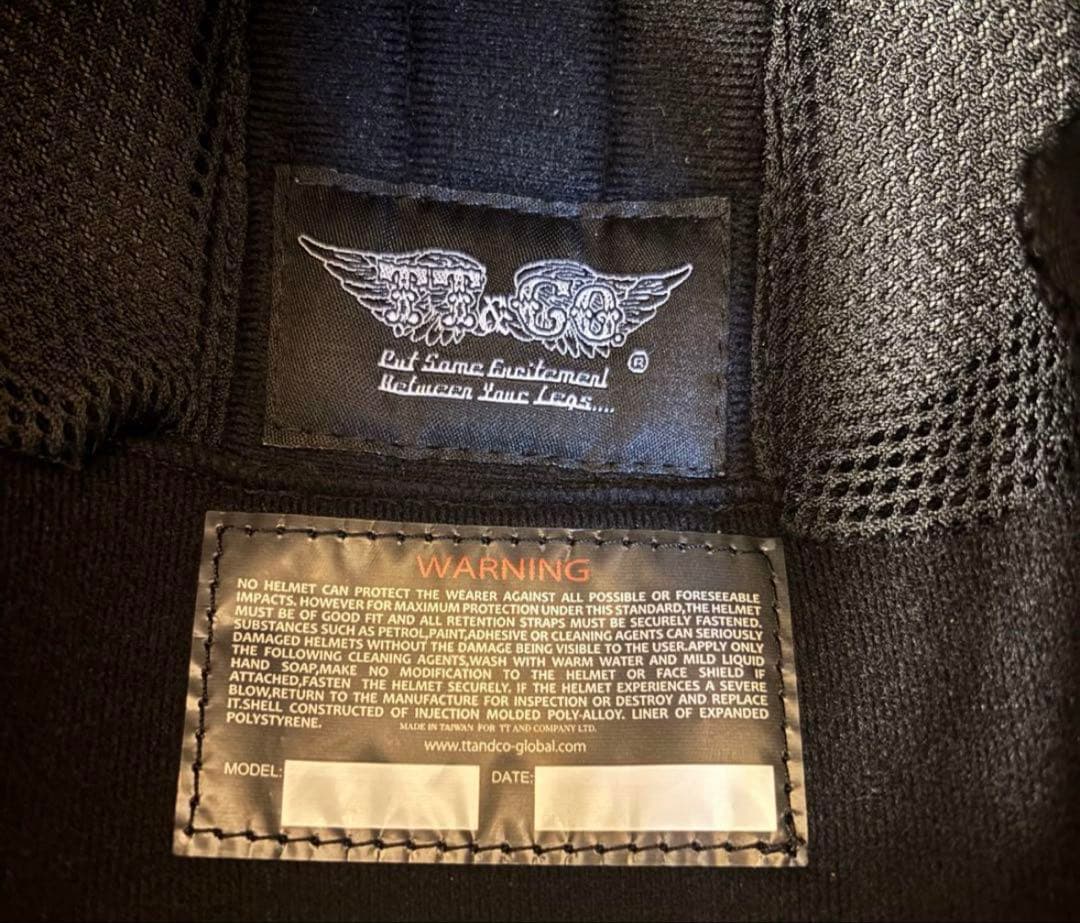 TT&CO.
Put Some Excitement ®
Between Your Legs....
WARNING
NO HELMET CAN PROTECT THE WEARER AGAINST ALL POSSIBLE OR FORESEEABLE
IMPACTS. HOWEVER FOR MAXIMUM PROTECTION UNDER THIS STANDARD,THE HELMET
MUST BE OF GOOD FIT AND ALL RETENTION STRAPS MUST BE SECURELY FASTENED.
SUBSTANCES SUCH AS PETROL,PAINT,ADHESIVE OR CLEANING AGENTS CAN SERIOUSLY
DAMAGED HELMETS WITHOUT THE DAMAGE BEING VISIBLE TO THE USER.APPLY ONLY
THE FOLLOWING CLEANING AGENTS,WASH WITH WARM WATER AND MILD LIQUID
HAND SOAP,MAKE NO MODIFICATION TO THE HELMET OR FACE SHIELD IF
ATTACHED,FASTEN THE HELMET SECURELY. IF THE HELMET EXPERIENCES A SEVERE
BLOW,RETURN TO THE MANUFACTURE FOR INSPECTION OR DESTROY AND REPLACE
IT.SHELL CONSTRUCTED OF INJECTION MOLDED POLY-ALLOY. LINER OF EXPANDED
POLYSTYRENE. MADE IN TAIWAN FOR TT AND COMPANY LTD.
www.ttandco-global.com
MODEL: DATE: